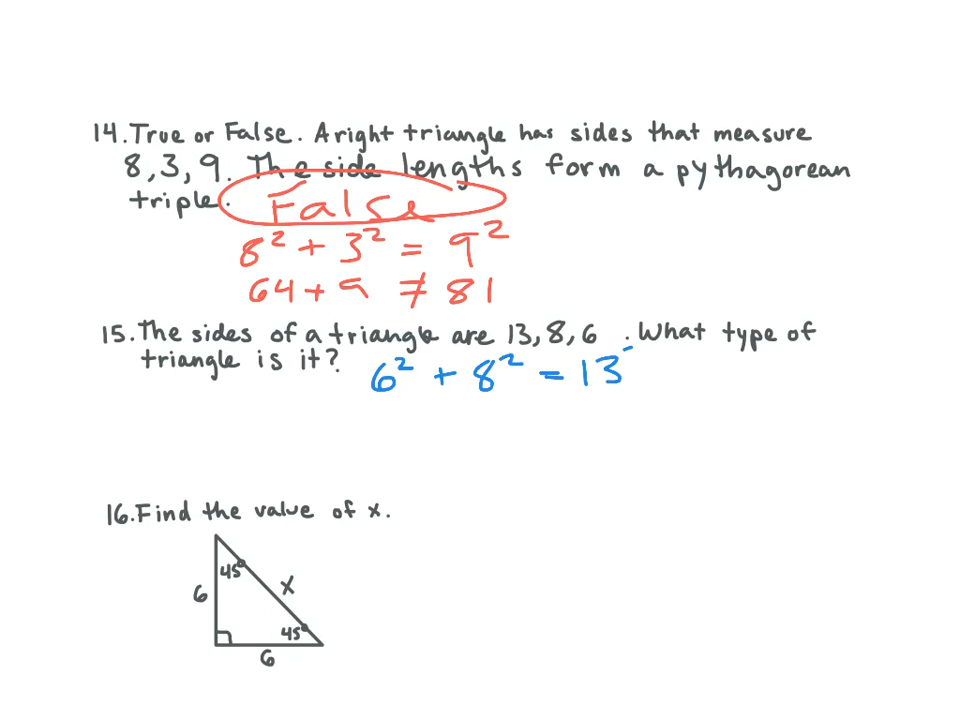 14. True or False. A right triangle has sides that measure
8, 3, 9. The side lengths form a pythagorean
triple. False
8² + 3² = 9²
64 + 9 ≠ 81
15. The sides of a triangle are 13, 8, 6. What type of
triangle is it? 6² + 8² = 13
16. Find the value of x.
45°
6
x
45°
6